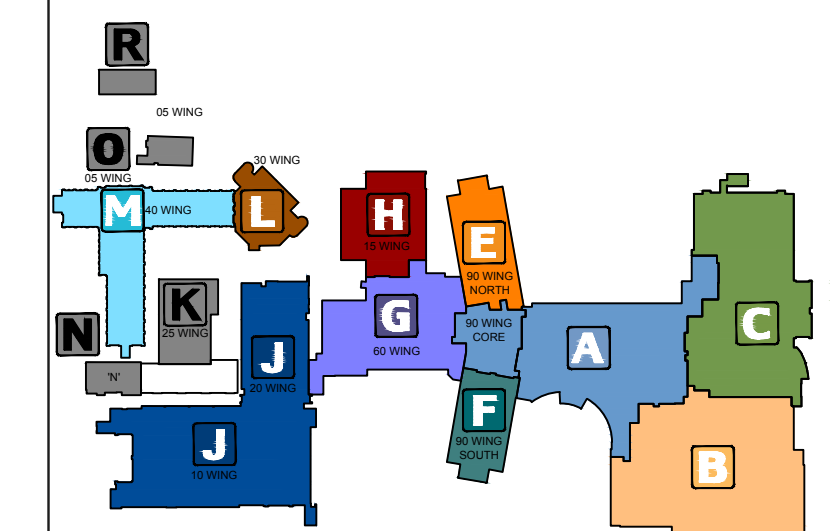 R
05 WING
O
05 WING
30 WING
M
40 WING
L
H
15 WING
E
90 WING
NORTH
K
25 WING
G
60 WING
90 WING
CORE
A
C
N
'N'
J
20 WING
F
90 WING
SOUTH
J
10 WING
B